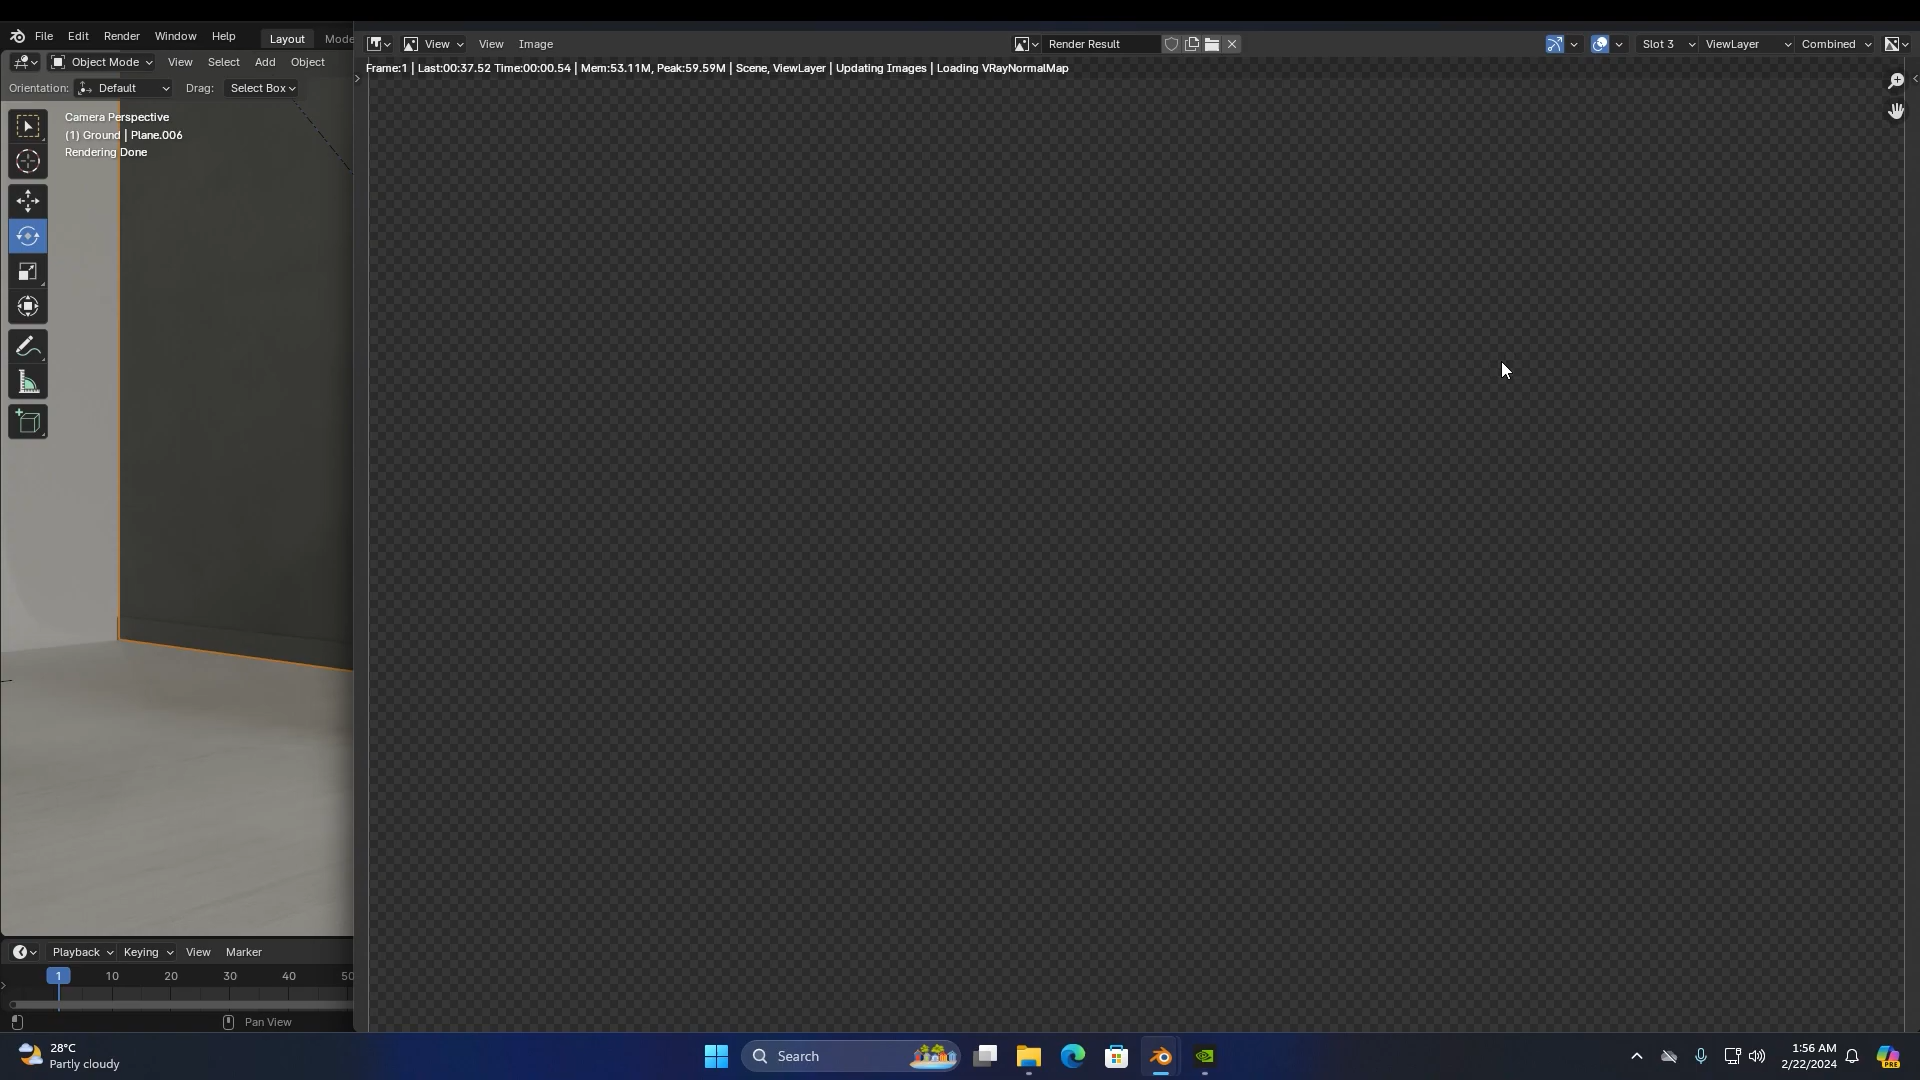 File Edit Render Window Help Layout Mode
View View Image Render Result Slot 3 ViewLayer Combined
Object Mode View Select Add Object
Frame:1 | Last:00:37.52 Time:00:00.54 | Mem:53.11M, Peak:59.59M | Scene, ViewLayer | Updating Images | Loading VRayNormalMap
Orientation: Default Drag: Select Box
Camera Perspective
(1) Ground | Plane.006
Rendering Done
Playback Keying View Marker
1 10 20 30 40 50
Pan View
28°C
Partly cloudy
Search
1:56 AM
2/22/2024
PRE